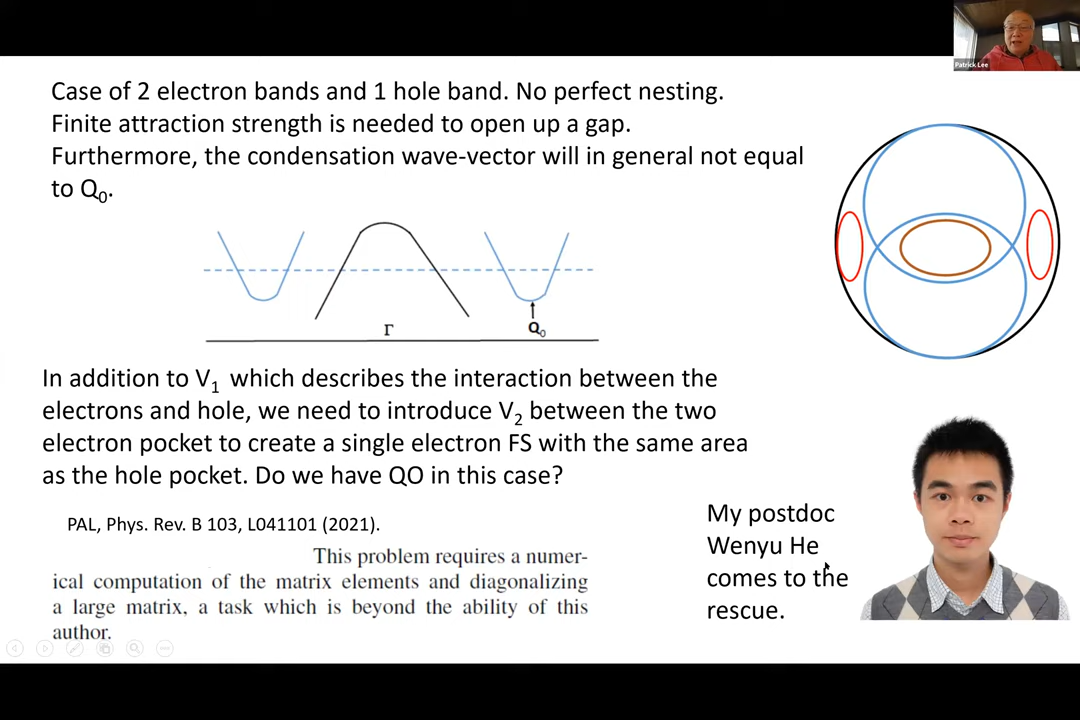 Patrick Lee
Case of 2 electron bands and 1 hole band. No perfect nesting.
Finite attraction strength is needed to open up a gap.
Furthermore, the condensation wave-vector will in general not equal
to Q₀.
Γ
Q₀
In addition to V₁ which describes the interaction between the
electrons and hole, we need to introduce V₂ between the two
electron pocket to create a single electron FS with the same area
as the hole pocket. Do we have QO in this case?
PAL, Phys. Rev. B 103, L041101 (2021).
This problem requires a numer-
ical computation of the matrix elements and diagonalizing
a large matrix, a task which is beyond the ability of this
author.
My postdoc
Wenyu He
comes to the
rescue.